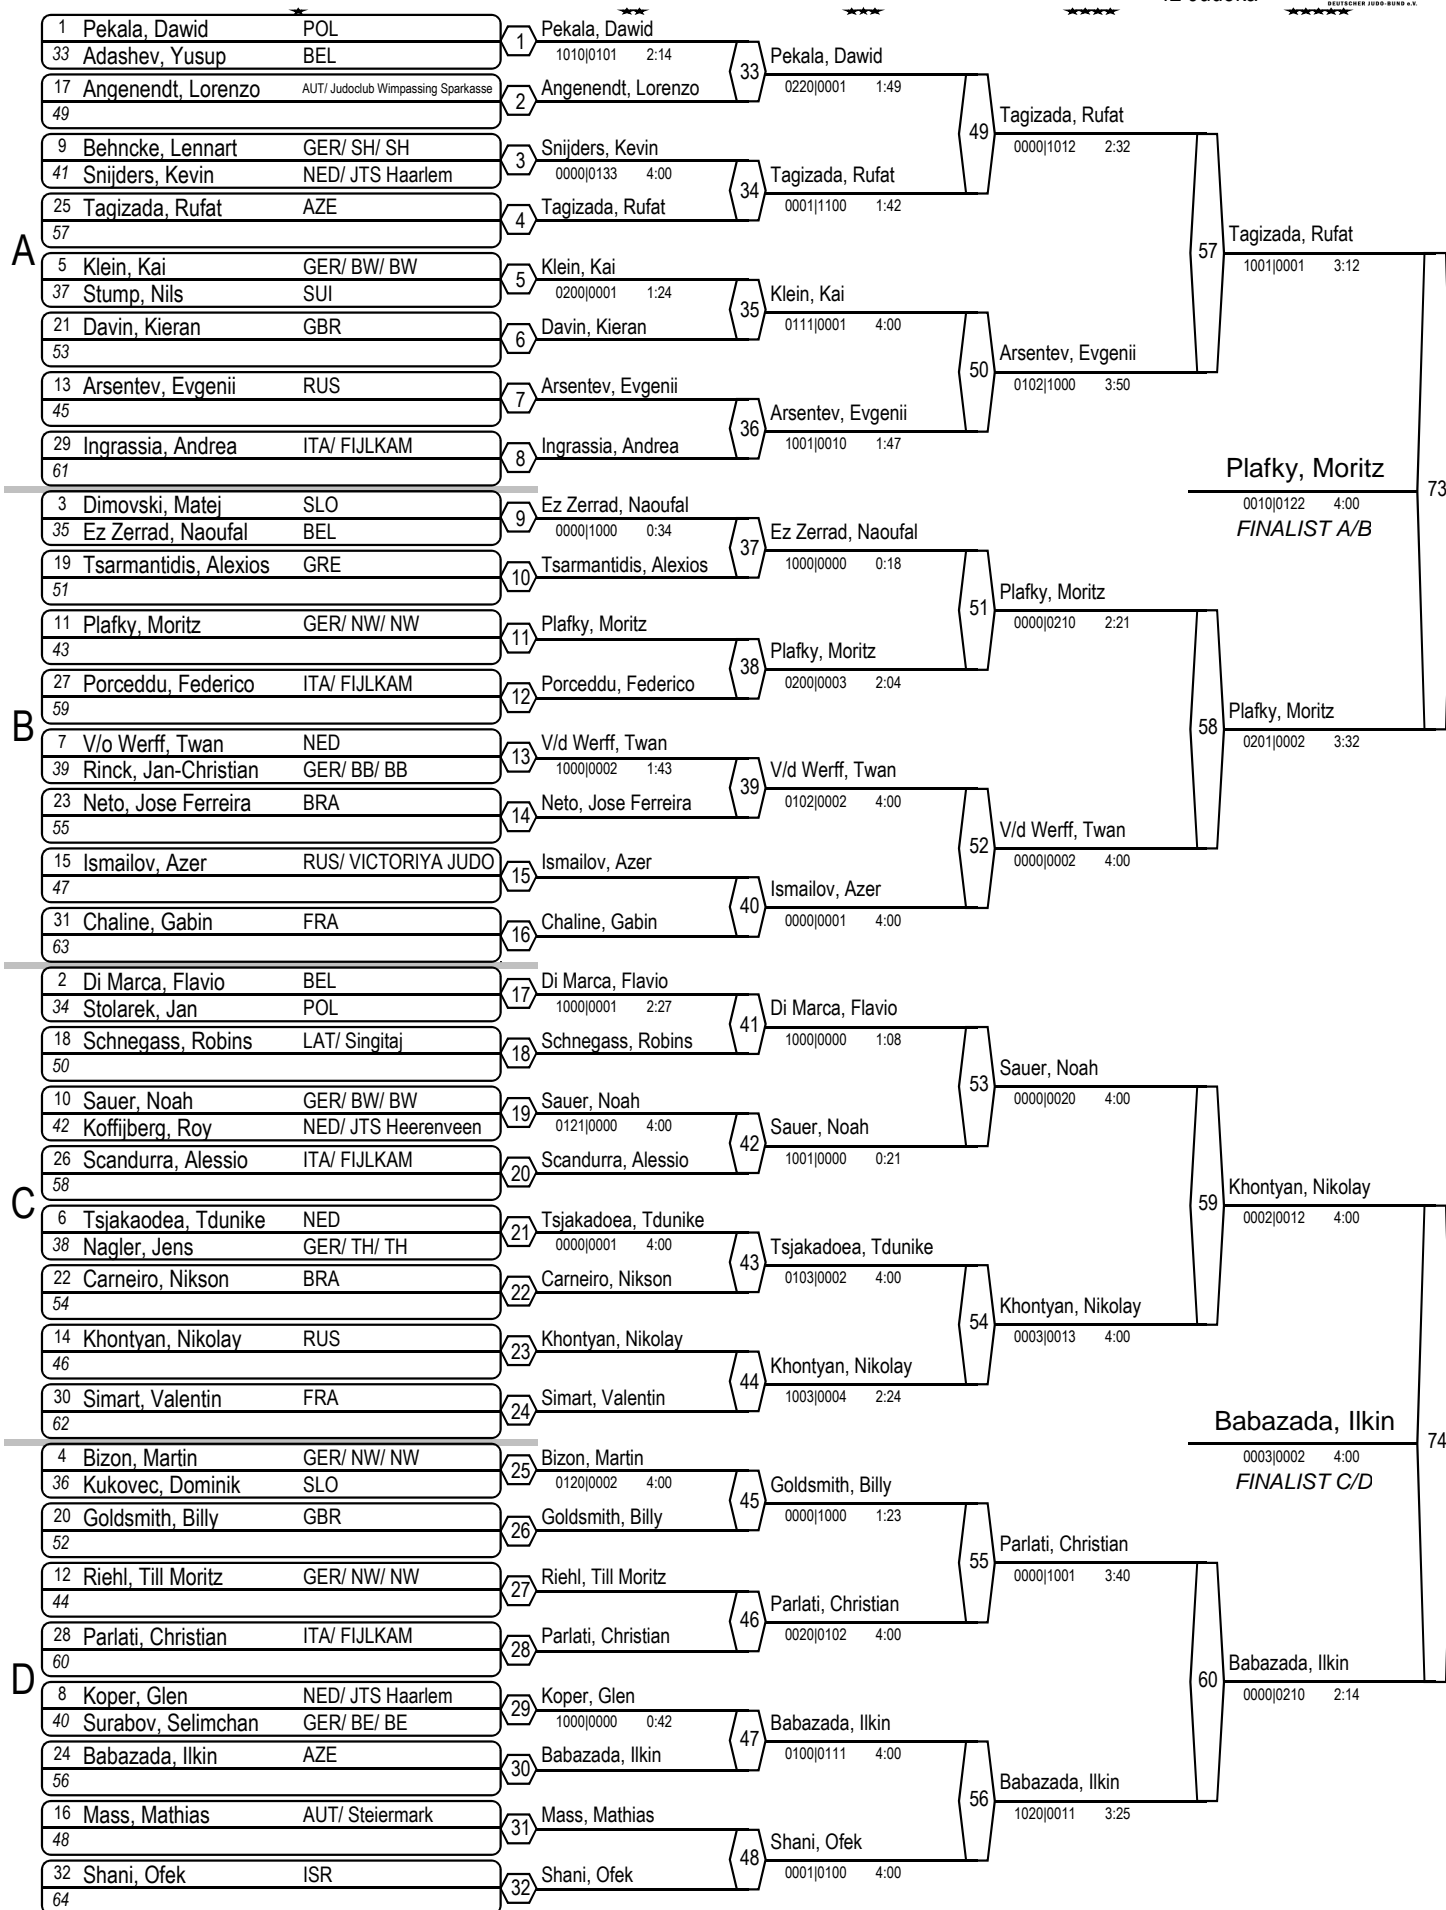 DEUTSCHER JUDO-BUND e.V.
1 Pekala, Dawid POL
33 Adashev, Yusup BEL
1
Pekala, Dawid
1010|0101 2:14
17 Angenendt, Lorenzo AUT/ Judoclub Wimpassing Sparkasse
49
2
Angenendt, Lorenzo
33
Pekala, Dawid
0220|0001 1:49
9 Behncke, Lennart GER/ SH/ SH
41 Snijders, Kevin NED/ JTS Haarlem
3
Snijders, Kevin
0000|0133 4:00
25 Tagizada, Rufat AZE
57
4
Tagizada, Rufat
34
Tagizada, Rufat
0001|1100 1:42
49
Tagizada, Rufat
0000|1012 2:32
A
5 Klein, Kai GER/ BW/ BW
37 Stump, Nils SUI
5
Klein, Kai
0200|0001 1:24
21 Davin, Kieran GBR
53
6
Davin, Kieran
35
Klein, Kai
0111|0001 4:00
13 Arsentev, Evgenii RUS
45
7
Arsentev, Evgenii
29 Ingrassia, Andrea ITA/ FIJLKAM
61
8
Ingrassia, Andrea
36
Arsentev, Evgenii
1001|0010 1:47
50
Arsentev, Evgenii
0102|1000 3:50
57
Tagizada, Rufat
1001|0001 3:12
3 Dimovski, Matej SLO
35 Ez Zerrad, Naoufal BEL
9
Ez Zerrad, Naoufal
0000|1000 0:34
19 Tsarmantidis, Alexios GRE
51
10
Tsarmantidis, Alexios
37
Ez Zerrad, Naoufal
1000|0000 0:18
11 Plafky, Moritz GER/ NW/ NW
43
11
Plafky, Moritz
27 Porceddu, Federico ITA/ FIJLKAM
59
12
Porceddu, Federico
38
Plafky, Moritz
0200|0003 2:04
51
Plafky, Moritz
0000|0210 2:21
B
7 V/o Werff, Twan NED
39 Rinck, Jan-Christian GER/ BB/ BB
13
V/d Werff, Twan
1000|0002 1:43
23 Neto, Jose Ferreira BRA
55
14
Neto, Jose Ferreira
39
V/d Werff, Twan
0102|0002 4:00
15 Ismailov, Azer RUS/ VICTORIYA JUDO
47
15
Ismailov, Azer
31 Chaline, Gabin FRA
63
16
Chaline, Gabin
40
Ismailov, Azer
0000|0001 4:00
52
V/d Werff, Twan
0000|0002 4:00
58
Plafky, Moritz
0201|0002 3:32
Plafky, Moritz
0010|0122 4:00
FINALIST A/B
73
2 Di Marca, Flavio BEL
34 Stolarek, Jan POL
17
Di Marca, Flavio
1000|0001 2:27
18 Schnegass, Robins LAT/ Singitaj
50
18
Schnegass, Robins
41
Di Marca, Flavio
1000|0000 1:08
10 Sauer, Noah GER/ BW/ BW
42 Koffijberg, Roy NED/ JTS Heerenveen
19
Sauer, Noah
0121|0000 4:00
26 Scandurra, Alessio ITA/ FIJLKAM
58
20
Scandurra, Alessio
42
Sauer, Noah
1001|0000 0:21
53
Sauer, Noah
0000|0020 4:00
C
6 Tsjakaodea, Tdunike NED
38 Nagler, Jens GER/ TH/ TH
21
Tsjakadoea, Tdunike
0000|0001 4:00
22 Carneiro, Nikson BRA
54
22
Carneiro, Nikson
43
Tsjakadoea, Tdunike
0103|0002 4:00
14 Khontyan, Nikolay RUS
46
23
Khontyan, Nikolay
30 Simart, Valentin FRA
62
24
Simart, Valentin
44
Khontyan, Nikolay
1003|0004 2:24
54
Khontyan, Nikolay
0003|0013 4:00
59
Khontyan, Nikolay
0002|0012 4:00
4 Bizon, Martin GER/ NW/ NW
36 Kukovec, Dominik SLO
25
Bizon, Martin
0120|0002 4:00
20 Goldsmith, Billy GBR
52
26
Goldsmith, Billy
45
Goldsmith, Billy
0000|1000 1:23
12 Riehl, Till Moritz GER/ NW/ NW
44
27
Riehl, Till Moritz
28 Parlati, Christian ITA/ FIJLKAM
60
28
Parlati, Christian
46
Parlati, Christian
0020|0102 4:00
55
Parlati, Christian
0000|1001 3:40
D
8 Koper, Glen NED/ JTS Haarlem
40 Surabov, Selimchan GER/ BE/ BE
29
Koper, Glen
1000|0000 0:42
24 Babazada, Ilkin AZE
56
30
Babazada, Ilkin
47
Babazada, Ilkin
0100|0111 4:00
16 Mass, Mathias AUT/ Steiermark
48
31
Mass, Mathias
32 Shani, Ofek ISR
64
32
Shani, Ofek
48
Shani, Ofek
0001|0100 4:00
56
Babazada, Ilkin
1020|0011 3:25
60
Babazada, Ilkin
0000|0210 2:14
Babazada, Ilkin
0003|0002 4:00
FINALIST C/D
74